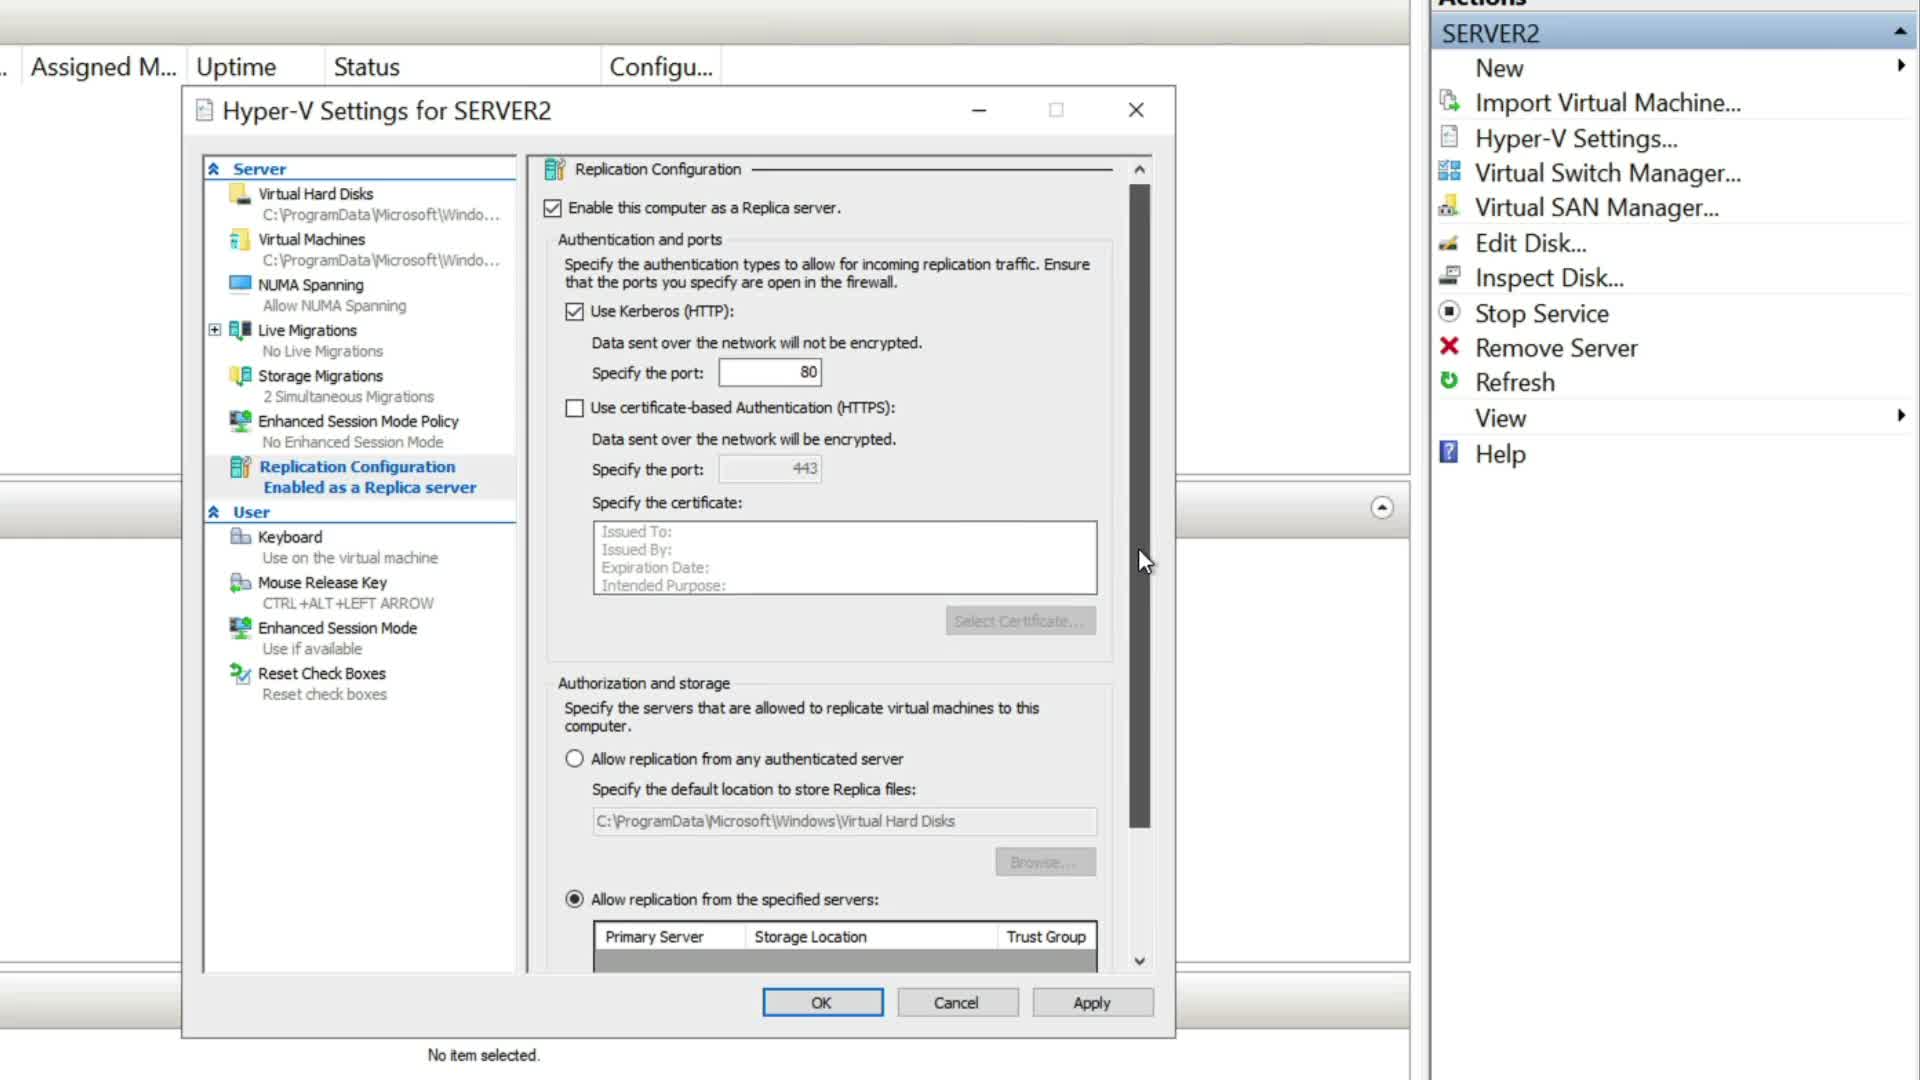 Actions
.. Assigned M... Uptime Status Configu...
SERVER2
New
Import Virtual Machine...
Hyper-V Settings...
Virtual Switch Manager...
Virtual SAN Manager...
Edit Disk...
Inspect Disk...
Stop Service
Remove Server
Refresh
View
Help
Hyper-V Settings for SERVER2
Server
Virtual Hard Disks
C:\ProgramData\Microsoft\Windo...
Virtual Machines
C:\ProgramData\Microsoft\Windo...
NUMA Spanning
Allow NUMA Spanning
Live Migrations
No Live Migrations
Storage Migrations
2 Simultaneous Migrations
Enhanced Session Mode Policy
No Enhanced Session Mode
Replication Configuration
Enabled as a Replica server
User
Keyboard
Use on the virtual machine
Mouse Release Key
CTRL+ALT+LEFT ARROW
Enhanced Session Mode
Use if available
Reset Check Boxes
Reset check boxes
Replication Configuration
Enable this computer as a Replica server.
Authentication and ports
Specify the authentication types to allow for incoming replication traffic. Ensure
that the ports you specify are open in the firewall.
Use Kerberos (HTTP):
Data sent over the network will not be encrypted.
Specify the port: 80
Use certificate-based Authentication (HTTPS):
Data sent over the network will be encrypted.
Specify the port: 443
Specify the certificate:
Issued To:
Issued By:
Expiration Date:
Intended Purpose:
Select Certificate...
Authorization and storage
Specify the servers that are allowed to replicate virtual machines to this
computer.
Allow replication from any authenticated server
Specify the default location to store Replica files:
C:\ProgramData\Microsoft\Windows\Virtual Hard Disks
Browse...
Allow replication from the specified servers:
Primary Server Storage Location Trust Group
OK Cancel Apply
No item selected.